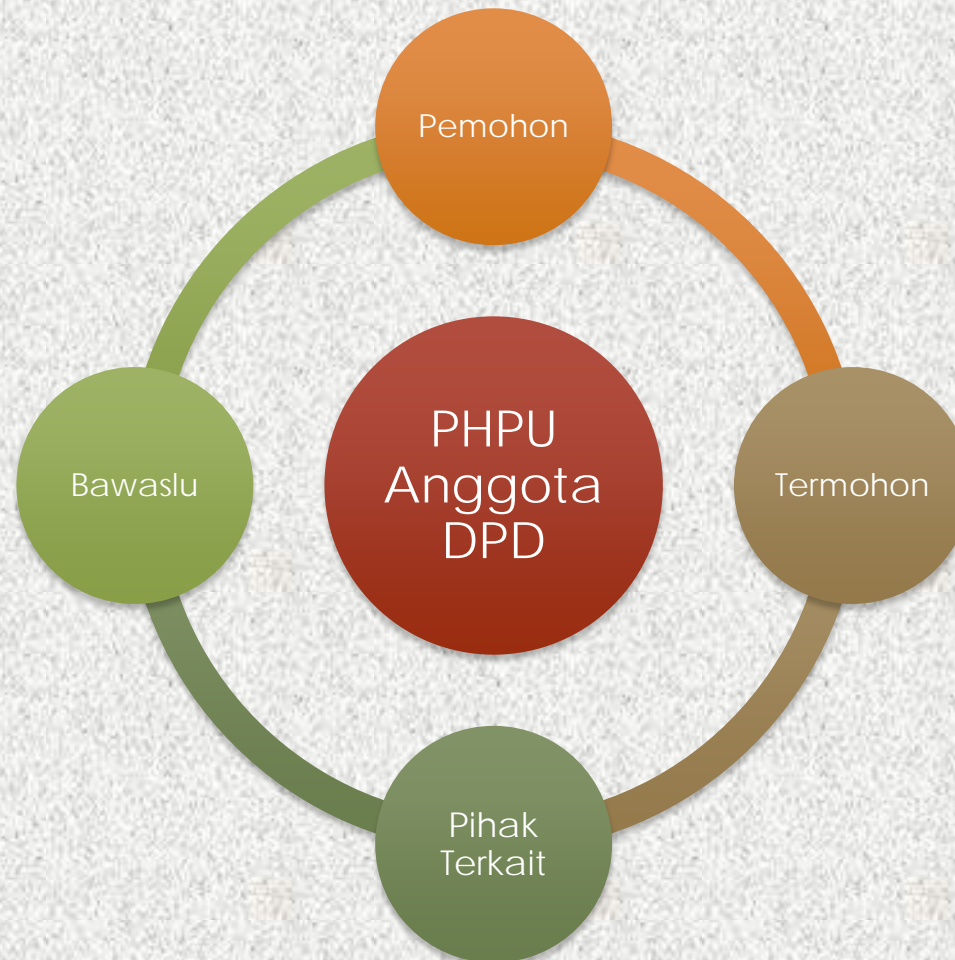 Pemohon
PHPU
Anggota
DPD
Bawaslu
Termohon
Pihak
Terkait